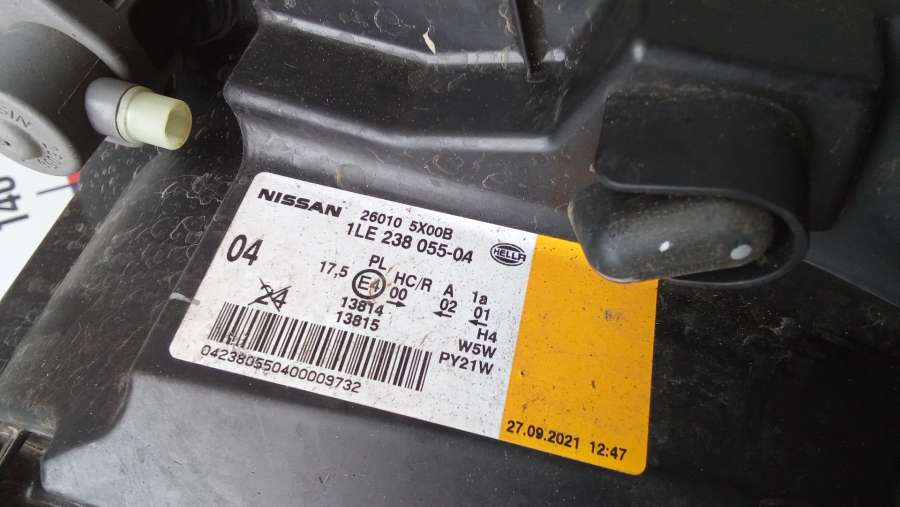 NISSAN 26010 5X00B
1LE 238 055-04
HELLA
04
PL
17,5 E4 HC/R A 1a
00 02 01
24
13814
13815
H4
W5W
PY21W
042380550400009732
27.09.2021 12:47
140